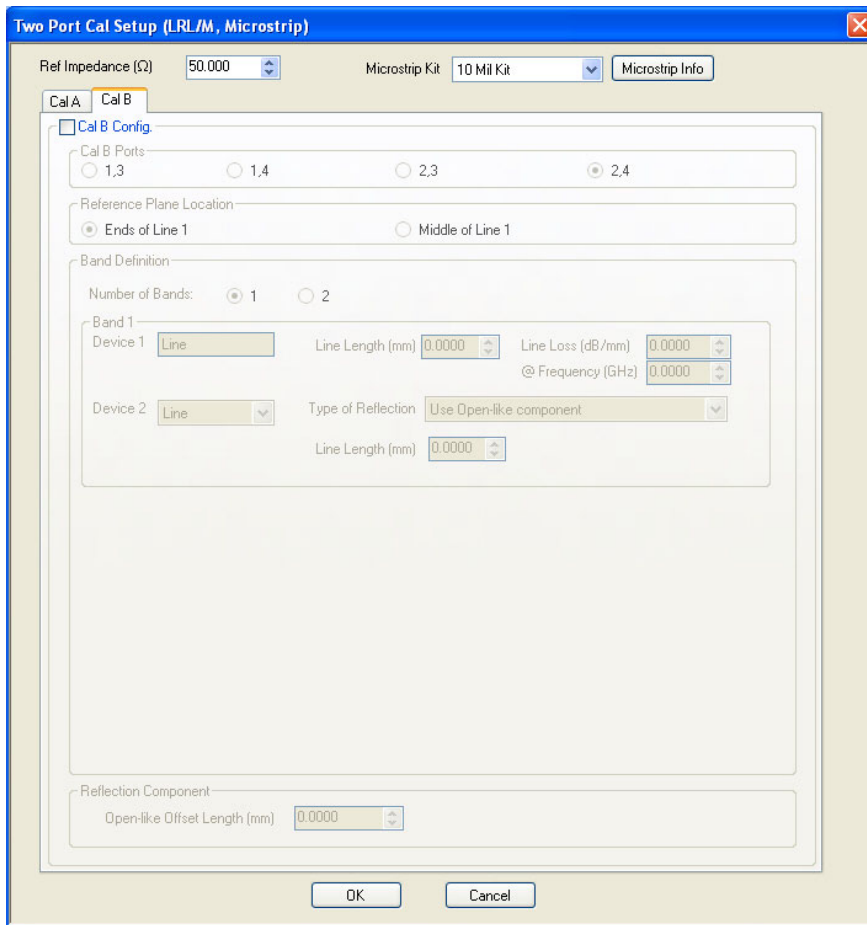 Two Port Cal Setup (LRL/M, Microstrip)
Ref Impedance (Ω) 50.000 Microstrip Kit 10 Mil Kit Microstrip Info
Cal A Cal B
Cal B Config.
Cal B Ports
1,3 1,4 2,3 2,4
Reference Plane Location
Ends of Line 1 Middle of Line 1
Band Definition
Number of Bands: 1 2
Band 1
Device 1 Line Line Length (mm) 0.0000 Line Loss (dB/mm) 0.0000
@ Frequency (GHz) 0.0000
Device 2 Line Type of Reflection Use Open-like component
Line Length (mm) 0.0000
Reflection Component
Open-like Offset Length (mm) 0.0000
OK Cancel